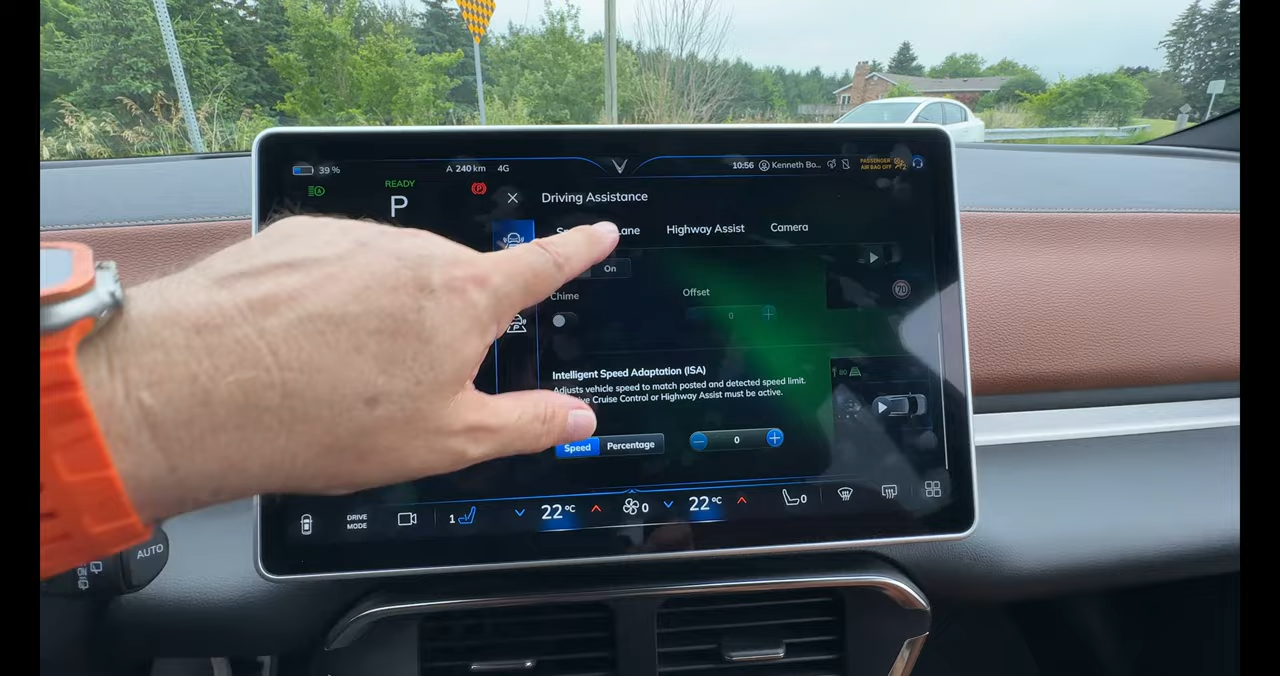 39 %
A 240 km 4G
10:56 Kenneth Bo...
PASSENGER
AIR BAG OFF
READY
P
Driving Assistance
Lane Highway Assist Camera
On
Chime
Offset
0
70
Intelligent Speed Adaptation (ISA)
Adjusts vehicle speed to match posted and detected speed limit.
Cruise Control or Highway Assist must be active.
80
Speed Percentage
0
DRIVE
MODE
1
22°C
0
22°C
0
AUTO